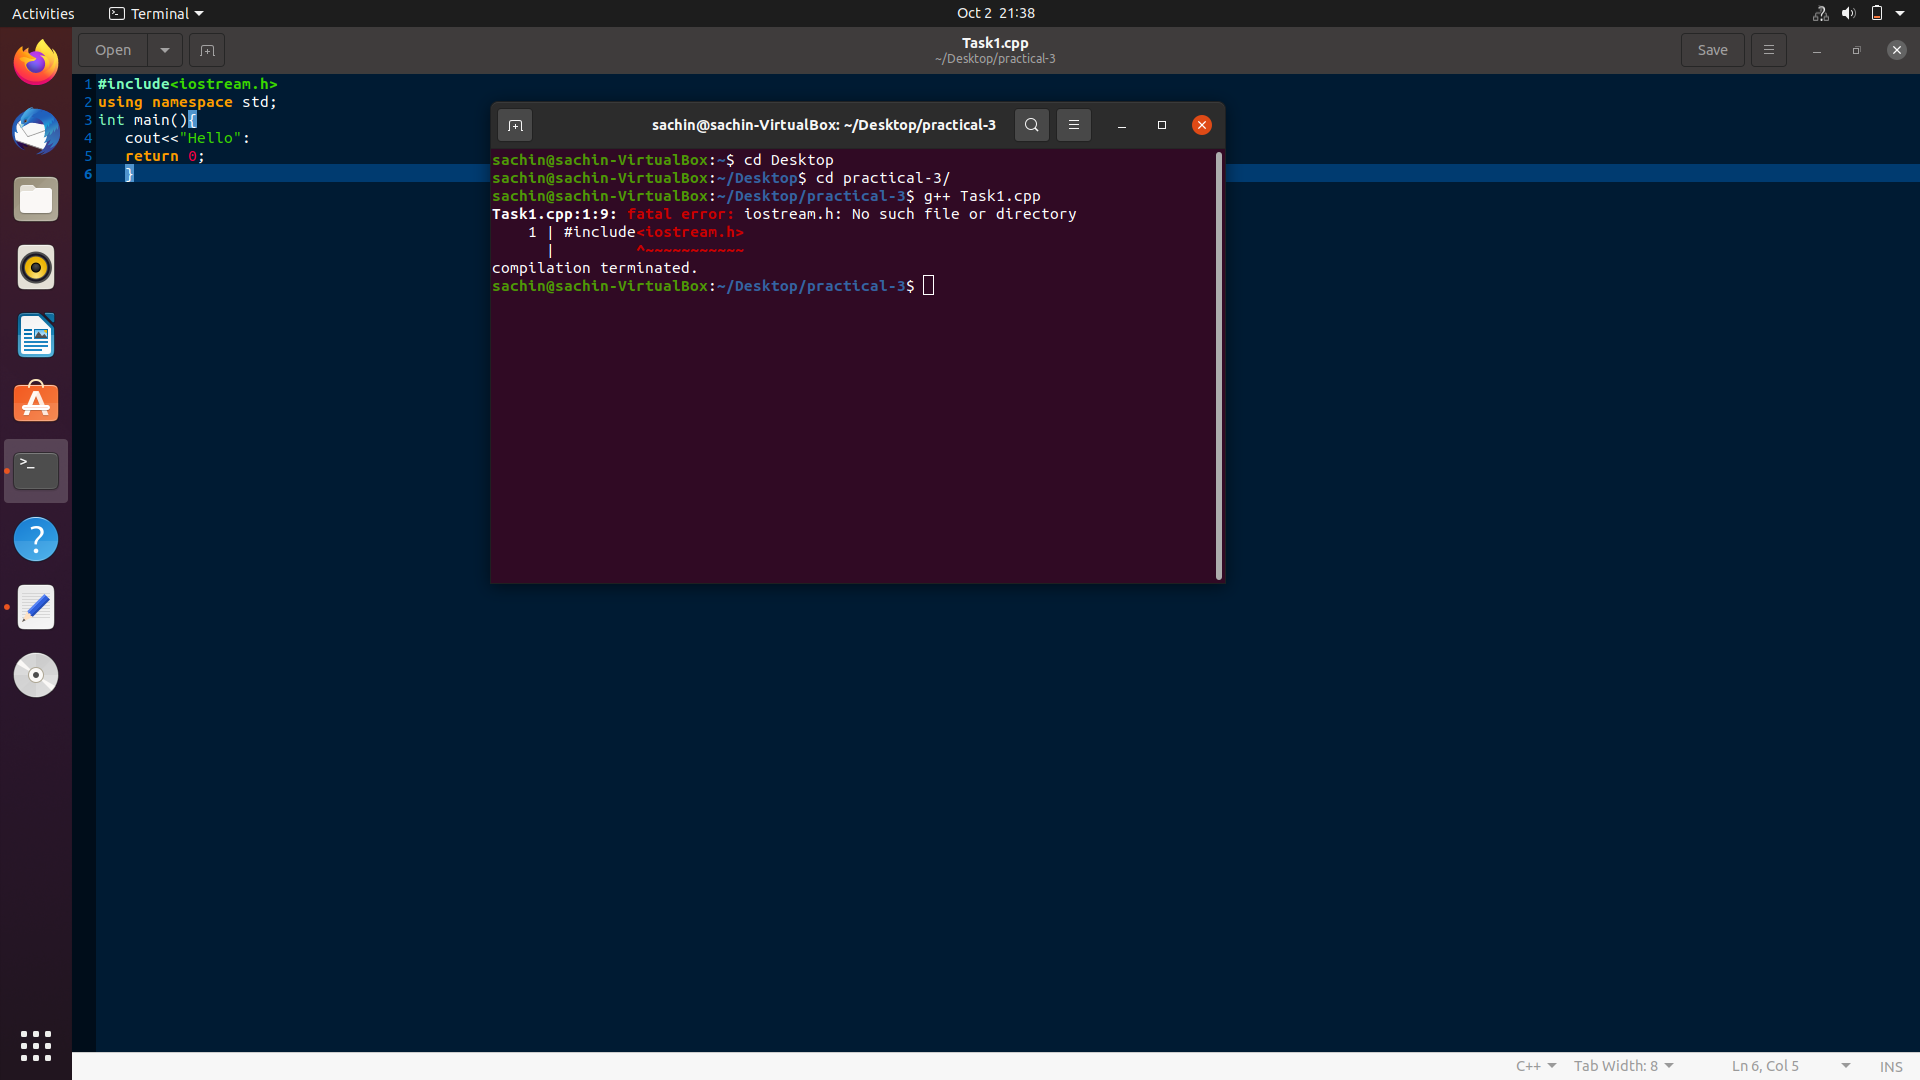 Activities
Terminal
Oct 2 21:38
Open
Task1.cpp
~/Desktop/practical-3
Save
1 #include<iostream.h>
2 using namespace std;
3 int main(){
4 cout<<"Hello":
5 return 0;
6 }
sachin@sachin-VirtualBox: ~/Desktop/practical-3
sachin@sachin-VirtualBox:~$ cd Desktop
sachin@sachin-VirtualBox:~/Desktop$ cd practical-3/
sachin@sachin-VirtualBox:~/Desktop/practical-3$ g++ Task1.cpp
Task1.cpp:1:9: fatal error: iostream.h: No such file or directory
1 | #include<iostream.h>
| ^~~~~~~~~~~~
compilation terminated.
sachin@sachin-VirtualBox:~/Desktop/practical-3$
C++
Tab Width: 8
Ln 6, Col 5
INS